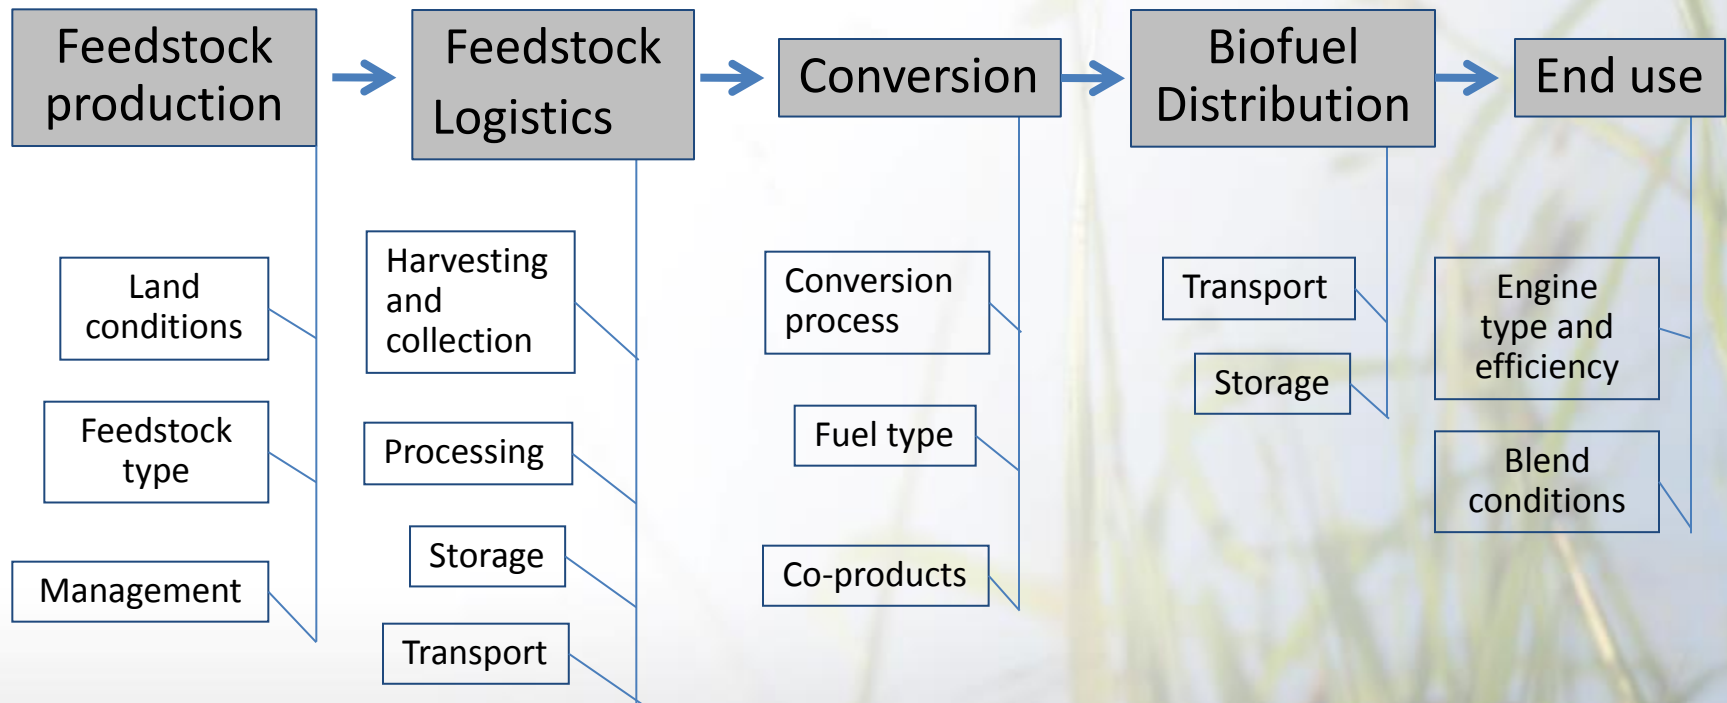 Feedstock
production
Feedstock
Logistics
Conversion
Biofuel
Distribution
End use
Land
conditions
Feedstock
type
Management
Harvesting
and
collection
Processing
Storage
Transport
Conversion
process
Fuel type
Co-products
Transport
Storage
Engine
type and
efficiency
Blend
conditions